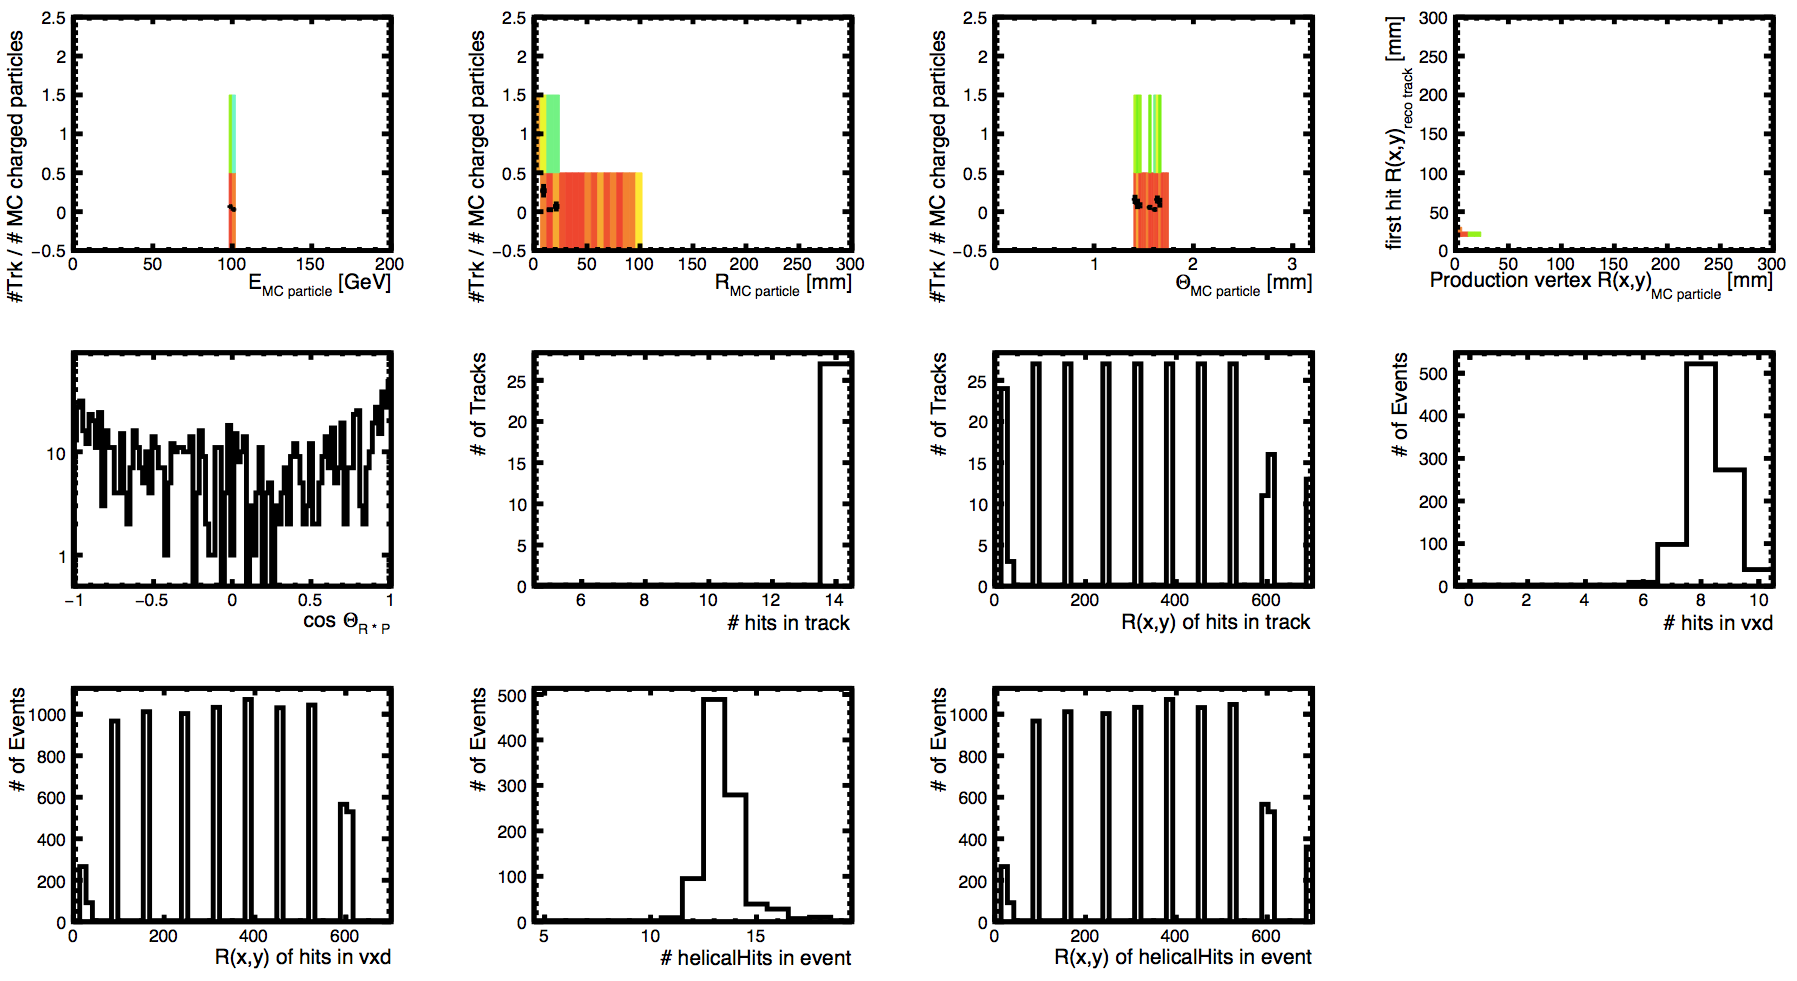 #Trk / # MC charged particles
2.5
2
1.5
1
0.5
0
−0.5
0 50 100 150 200
E_MC particle [GeV]
#Trk / # MC charged particles
2.5
2
1.5
1
0.5
0
−0.5
0 50 100 150 200 250 300
R_MC particle [mm]
#Trk / # MC charged particles
2.5
2
1.5
1
0.5
0
−0.5
0 1 2 3
Θ_MC particle [mm]
first hit R(x,y)_reco track [mm]
300
250
200
150
100
50
0
0 50 100 150 200 250 300
Production vertex R(x,y)_MC particle [mm]
10
1
−1 −0.5 0 0.5 1
cos Θ_R * P
# of Tracks
25
20
15
10
5
0
6 8 10 12 14
# hits in track
# of Tracks
25
20
15
10
5
0
0 200 400 600
R(x,y) of hits in track
# of Events
500
400
300
200
100
0
0 2 4 6 8 10
# hits in vxd
# of Events
1000
800
600
400
200
0
0 200 400 600
R(x,y) of hits in vxd
# of Events
500
400
300
200
100
0
5 10 15
# helicalHits in event
# of Events
1000
800
600
400
200
0
0 200 400 600
R(x,y) of helicalHits in event